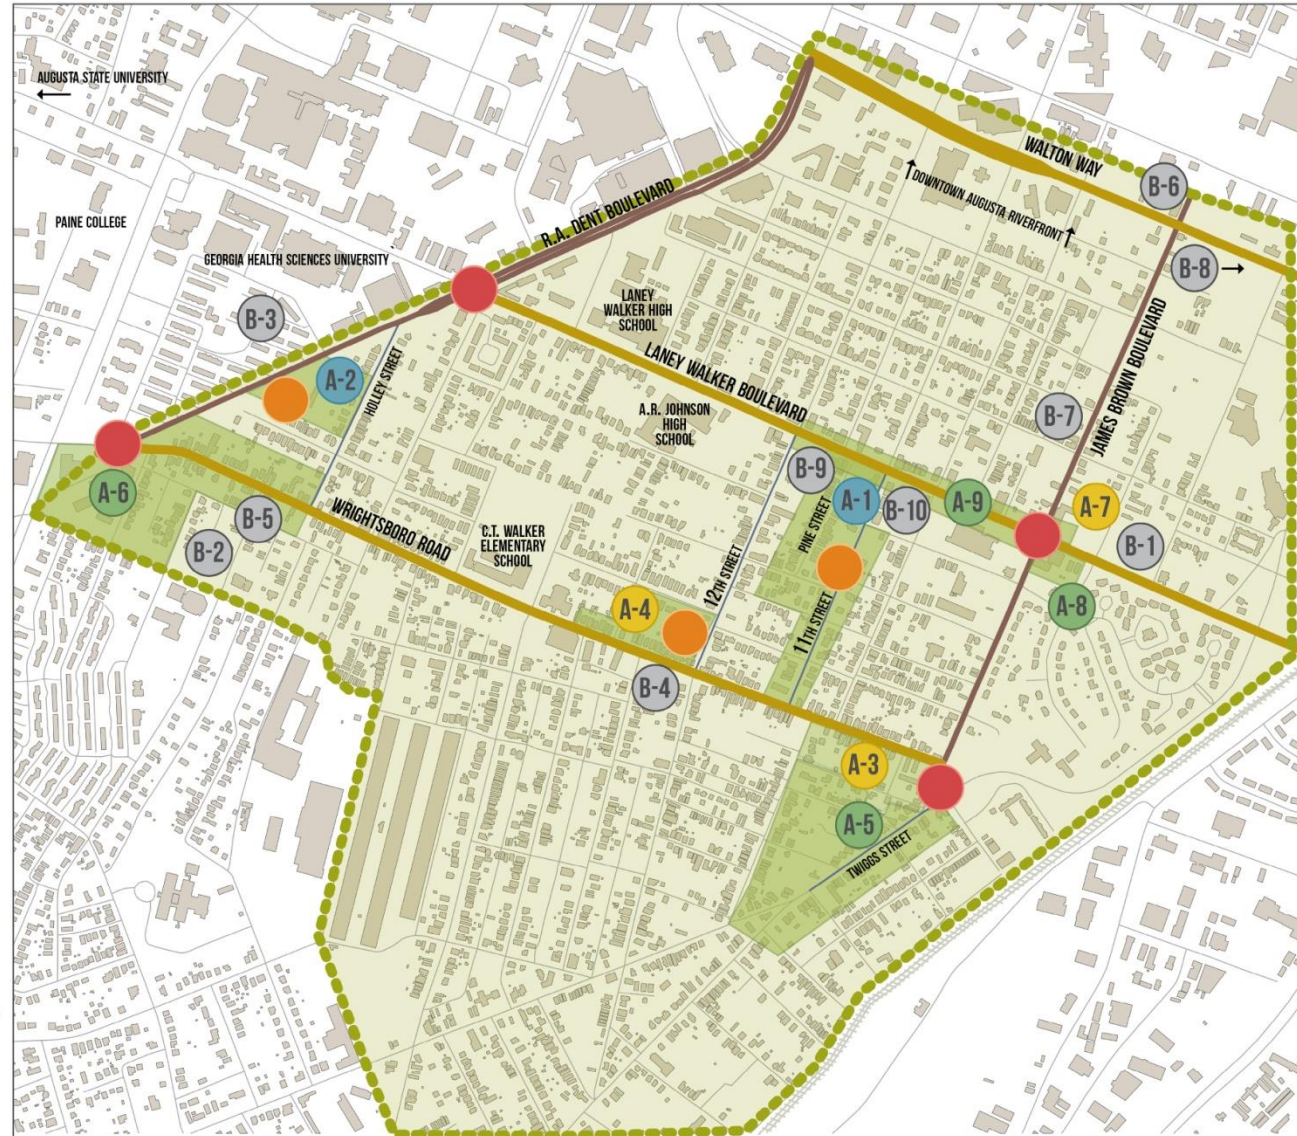 AUGUSTA STATE UNIVERSITY
PAINE COLLEGE
GEORGIA HEALTH SCIENCES UNIVERSITY
R.A. DENT BOULEVARD
WALTON WAY
DOWNTOWN AUGUSTA RIVERFRONT
B-6
B-8
B-3
LANEY
WALKER HIGH
SCHOOL
JAMES BROWN BOULEVARD
A-2
HOLLEY STREET
LANEY WALKER BOULEVARD
A.R. JOHNSON
HIGH
SCHOOL
B-7
B-9
A-1
B-10
A-9
A-7
B-1
A-6
B-5
B-2
WRIGHTSBORO ROAD
C.T. WALKER
ELEMENTARY
SCHOOL
12TH STREET
PINE STREET
11TH STREET
A-8
A-4
B-4
A-3
A-5
TWIGGS STREET